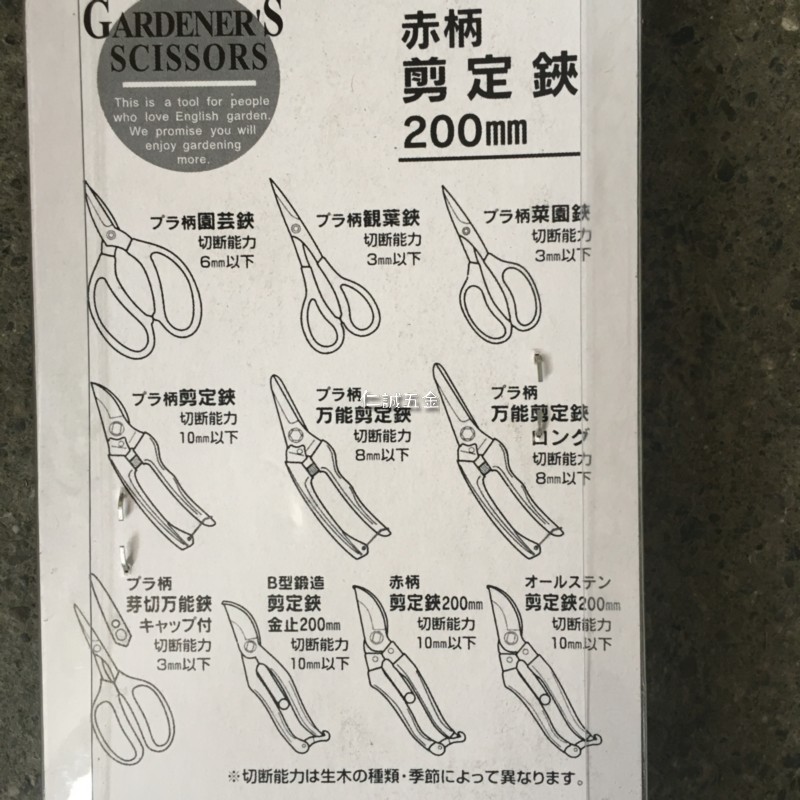 GARDENER'S
SCISSORS
This is a tool for people
who love English garden.
We promise you will
enjoy gardening
more.
赤柄
剪定鋏
200mm
プラ柄園芸鋏
切断能力
6mm以下
プラ柄観葉鋏
切断能力
3mm以下
プラ柄菜園鋏
切断能力
3mm以下
プラ柄剪定鋏
切断能力
10mm以下
プラ柄
万能剪定鋏
切断能力
8mm以下
仁誠五金
プラ柄
万能剪定鋏
ロング
切断能力
8mm以下
プラ柄
芽切万能鋏
キャップ付
切断能力
3mm以下
B型鍛造
剪定鋏
金止200mm
切断能力
10mm以下
赤柄
剪定鋏200mm
切断能力
10mm以下
オールステン
剪定鋏200mm
切断能力
10mm以下
※切断能力は生木の種類・季節によって異なります。